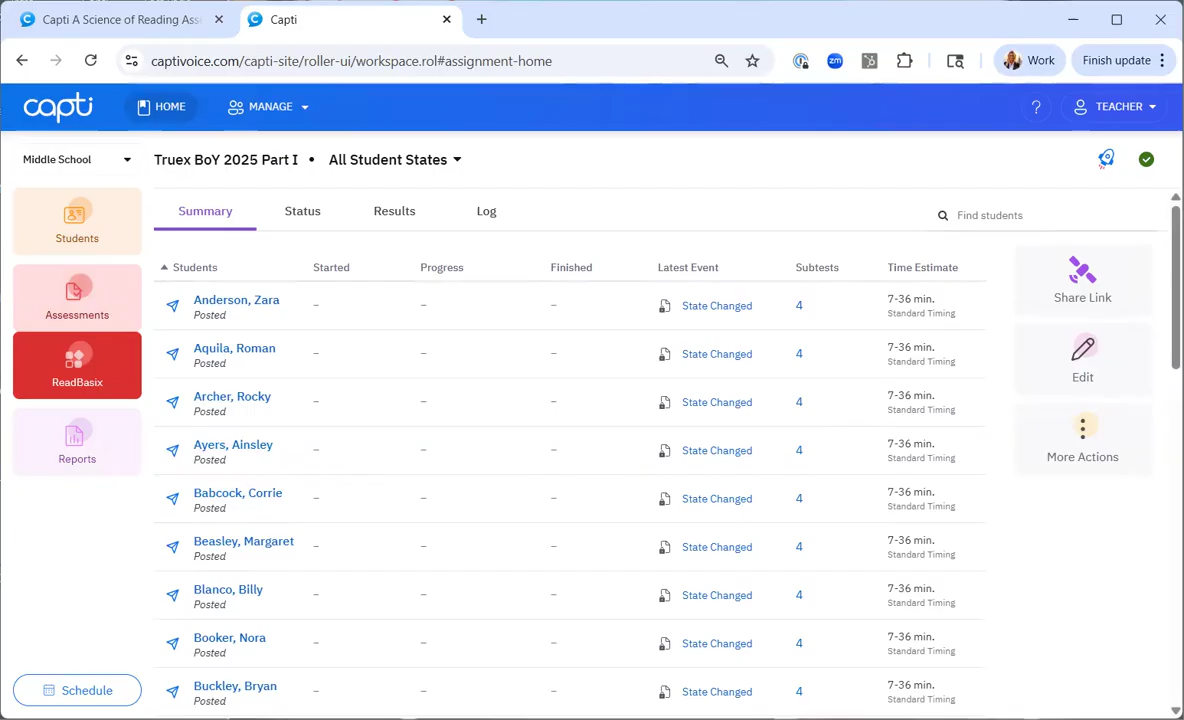 Capti A Science of Reading Ass
Capti
captivoice.com/capti-site/roller-ui/workspace.rol#assignment-home
zm
Work
Finish update
capti
HOME
MANAGE
?
TEACHER
Middle School
Truex BoY 2025 Part I • All Student States
Students
Assessments
ReadBasix
Reports
Schedule
Summary Status Results Log
Find students
Students Started Progress Finished Latest Event Subtests Time Estimate
Anderson, Zara – – – State Changed 4 7-36 min.
Posted Standard Timing
Aquila, Roman – – – State Changed 4 7-36 min.
Posted Standard Timing
Archer, Rocky – – – State Changed 4 7-36 min.
Posted Standard Timing
Ayers, Ainsley – – – State Changed 4 7-36 min.
Posted Standard Timing
Babcock, Corrie – – – State Changed 4 7-36 min.
Posted Standard Timing
Beasley, Margaret – – – State Changed 4 7-36 min.
Posted Standard Timing
Blanco, Billy – – – State Changed 4 7-36 min.
Posted Standard Timing
Booker, Nora – – – State Changed 4 7-36 min.
Posted Standard Timing
Buckley, Bryan – – – State Changed 4 7-36 min.
Posted Standard Timing
Share Link
Edit
More Actions